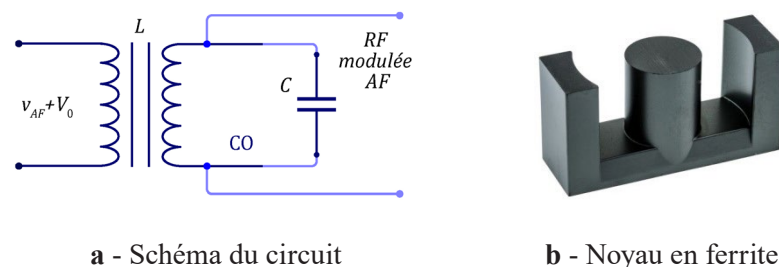 L
v_AF+V_0
C
CO
RF
modulée
AF
a - Schéma du circuit
b - Noyau en ferrite